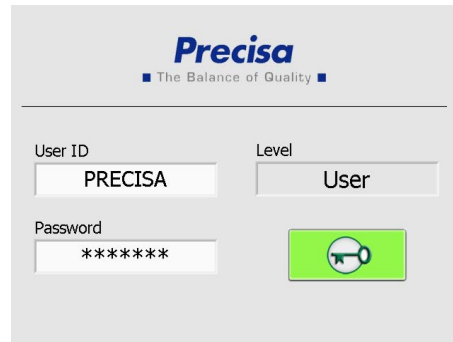 Precisa
The Balance of Quality
User ID
Level
PRECISA
User
Password
*******